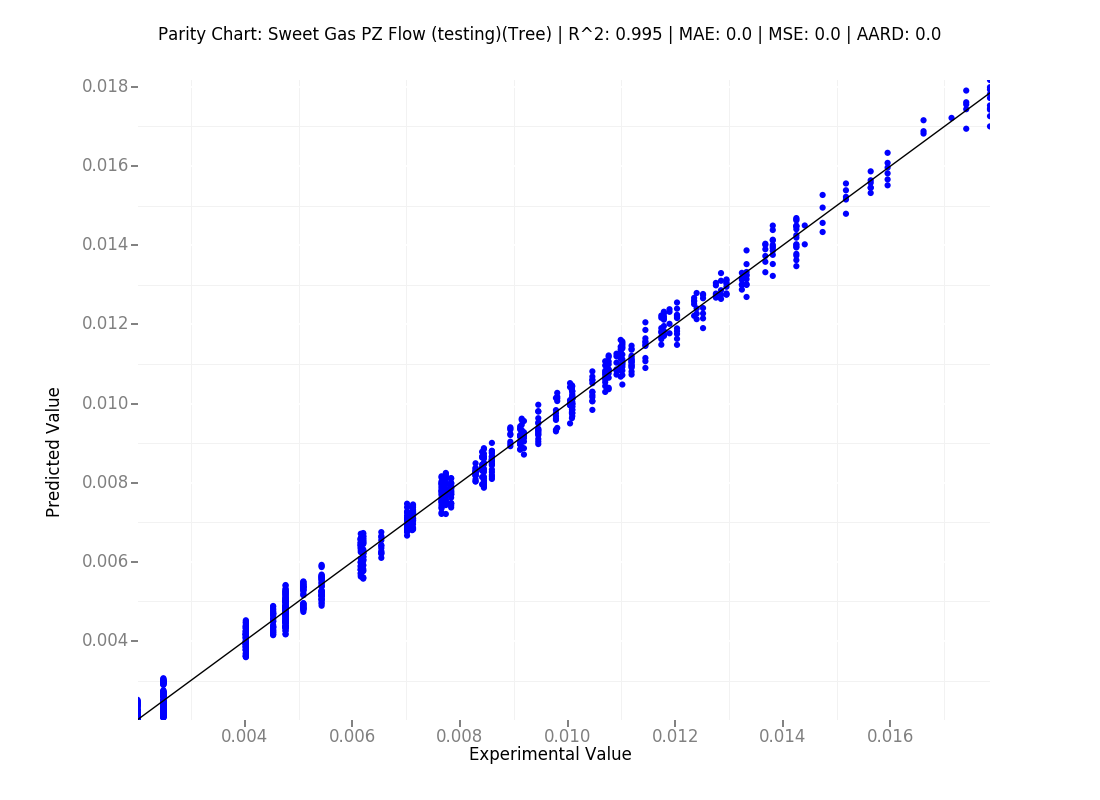 Parity Chart: Sweet Gas PZ Flow (testing)(Tree) | R^2: 0.995 | MAE: 0.0 | MSE: 0.0 | AARD: 0.0
0.018
0.016
0.014
0.012
0.010
0.008
0.006
0.004
Predicted Value
0.004 0.006 0.008 0.010 0.012 0.014 0.016
Experimental Value